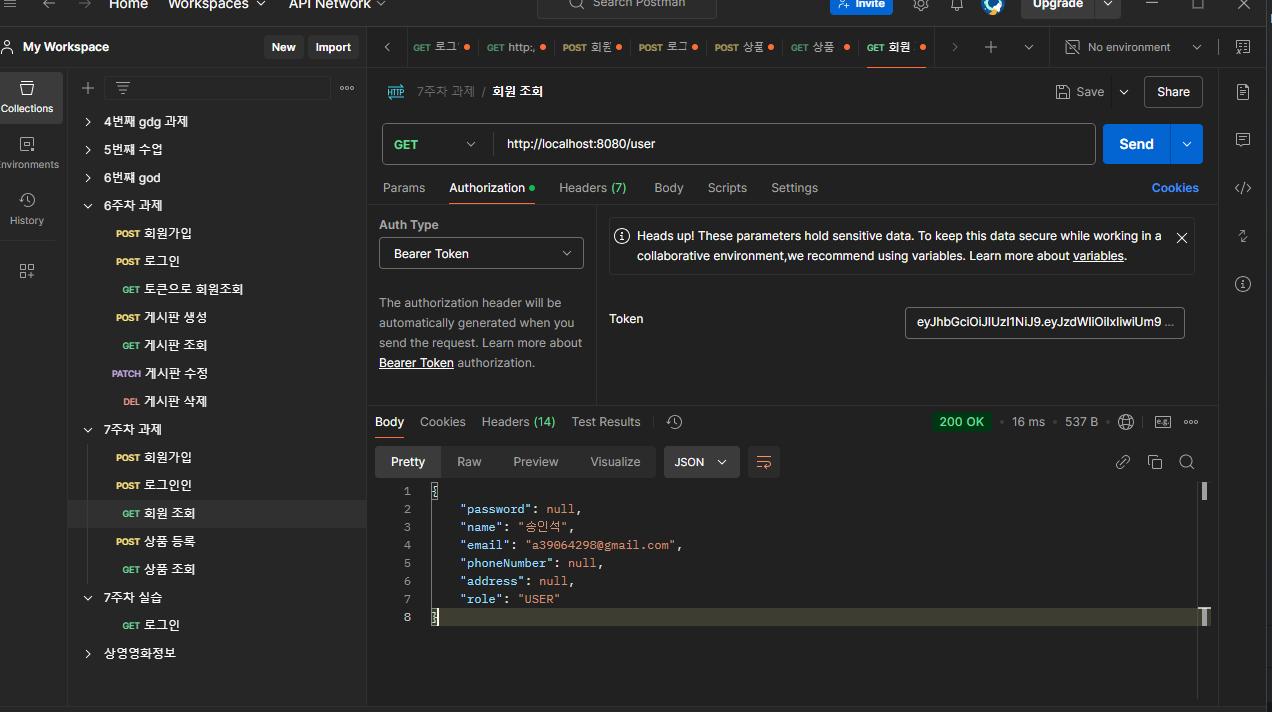 Home Workspaces API Network Search Postman Invite Upgrade
My Workspace New Import GET 로그 GET http:, POST 회원 POST 로그 POST 상품 GET 상품 GET 회원 No environment
Collections
Environments
History
4번째 gdg 과제
5번째 수업
6번째 god
6주차 과제
POST 회원가입
POST 로그인
GET 토큰으로 회원조회
POST 게시판 생성
GET 게시판 조회
PATCH 게시판 수정
DEL 게시판 삭제
7주차 과제
POST 회원가입
POST 로그인인
GET 회원 조회
POST 상품 등록
GET 상품 조회
7주차 실습
GET 로그인
상영영화정보
HTTP 7주차 과제 / 회원 조회 Save Share
GET http://localhost:8080/user Send
Params Authorization Headers (7) Body Scripts Settings Cookies
Auth Type
Bearer Token
The authorization header will be
automatically generated when you
send the request. Learn more about
Bearer Token authorization.
Heads up! These parameters hold sensitive data. To keep this data secure while working in a
collaborative environment,we recommend using variables. Learn more about variables.
Token eyJhbGciOiJIUzI1NiJ9.eyJzdWIiOiIxIiwiUm9 ...
Body Cookies Headers (14) Test Results 200 OK 16 ms 537 B e.g.
Pretty Raw Preview Visualize JSON
1 {
2 "password": null,
3 "name": "송인석",
4 "email": "a39064298@gmail.com",
5 "phoneNumber": null,
6 "address": null,
7 "role": "USER"
8 }